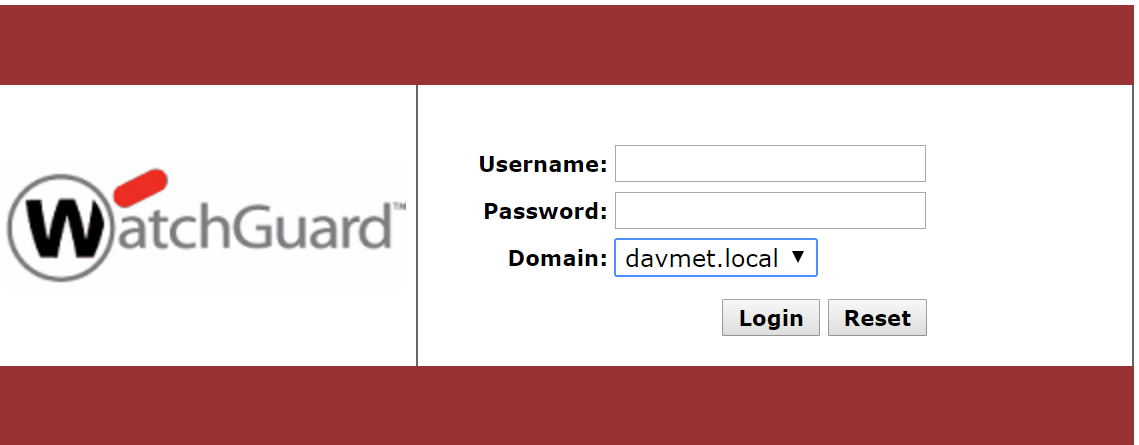 WatchGuard™
Username:
Password:
Domain: davmet.local ▼
Login Reset